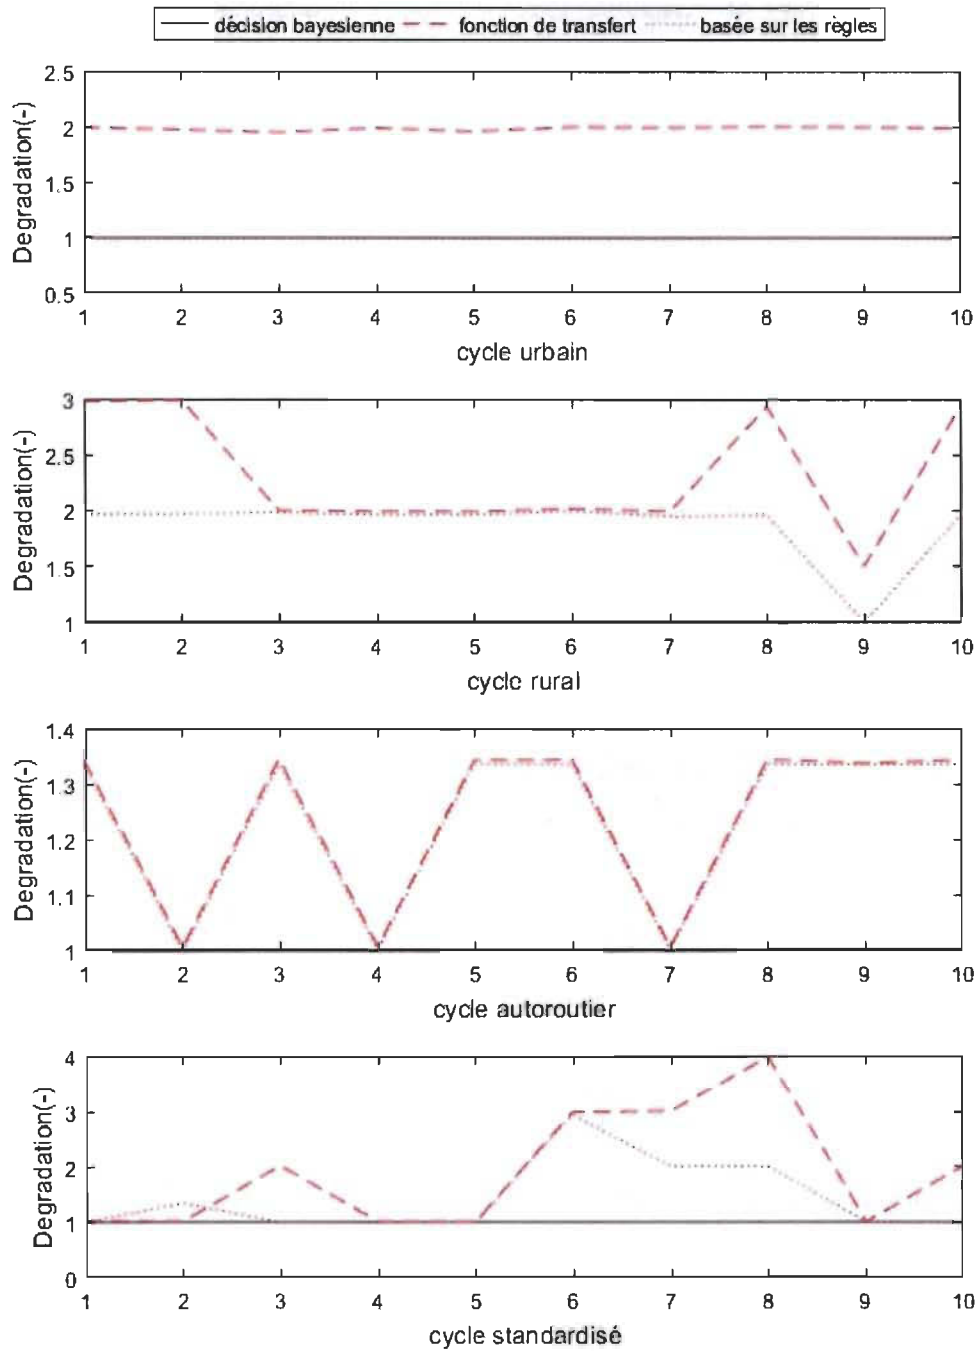 décision bayesienne fonction de transfert basée sur les règles
Degradation(-)
2.5
2
1.5
1
0.5
1 2 3 4 5 6 7 8 9 10
cycle urbain
Degradation(-)
3
2.5
2
1.5
1
1 2 3 4 5 6 7 8 9 10
cycle rural
Degradation(-)
1.4
1.3
1.2
1.1
1
1 2 3 4 5 6 7 8 9 10
cycle autoroutier
Degradation(-)
4
3
2
1
0
1 2 3 4 5 6 7 8 9 10
cycle standardisé